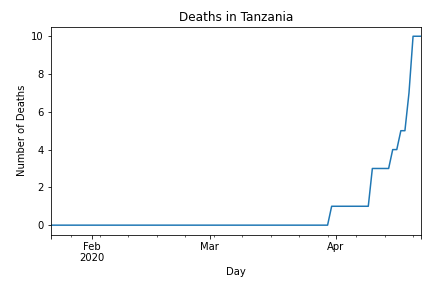 Deaths in Tanzania
Number of Deaths
10
8
6
4
2
0
Feb
2020
Mar
Apr
Day